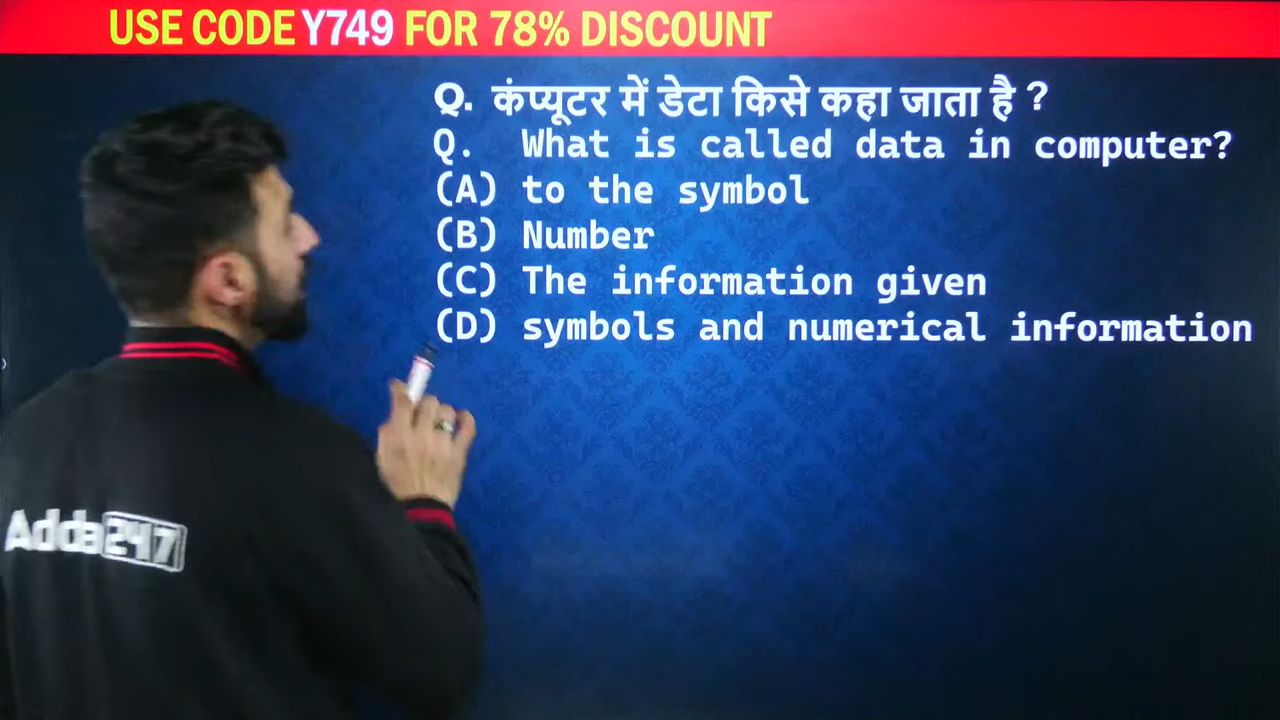 USE CODE Y749 FOR 78% DISCOUNT
Q. कंप्यूटर में डेटा किसे कहा जाता है ?
Q. What is called data in computer?
(A) to the symbol
(B) Number
(C) The information given
(D) symbols and numerical information
Adda247